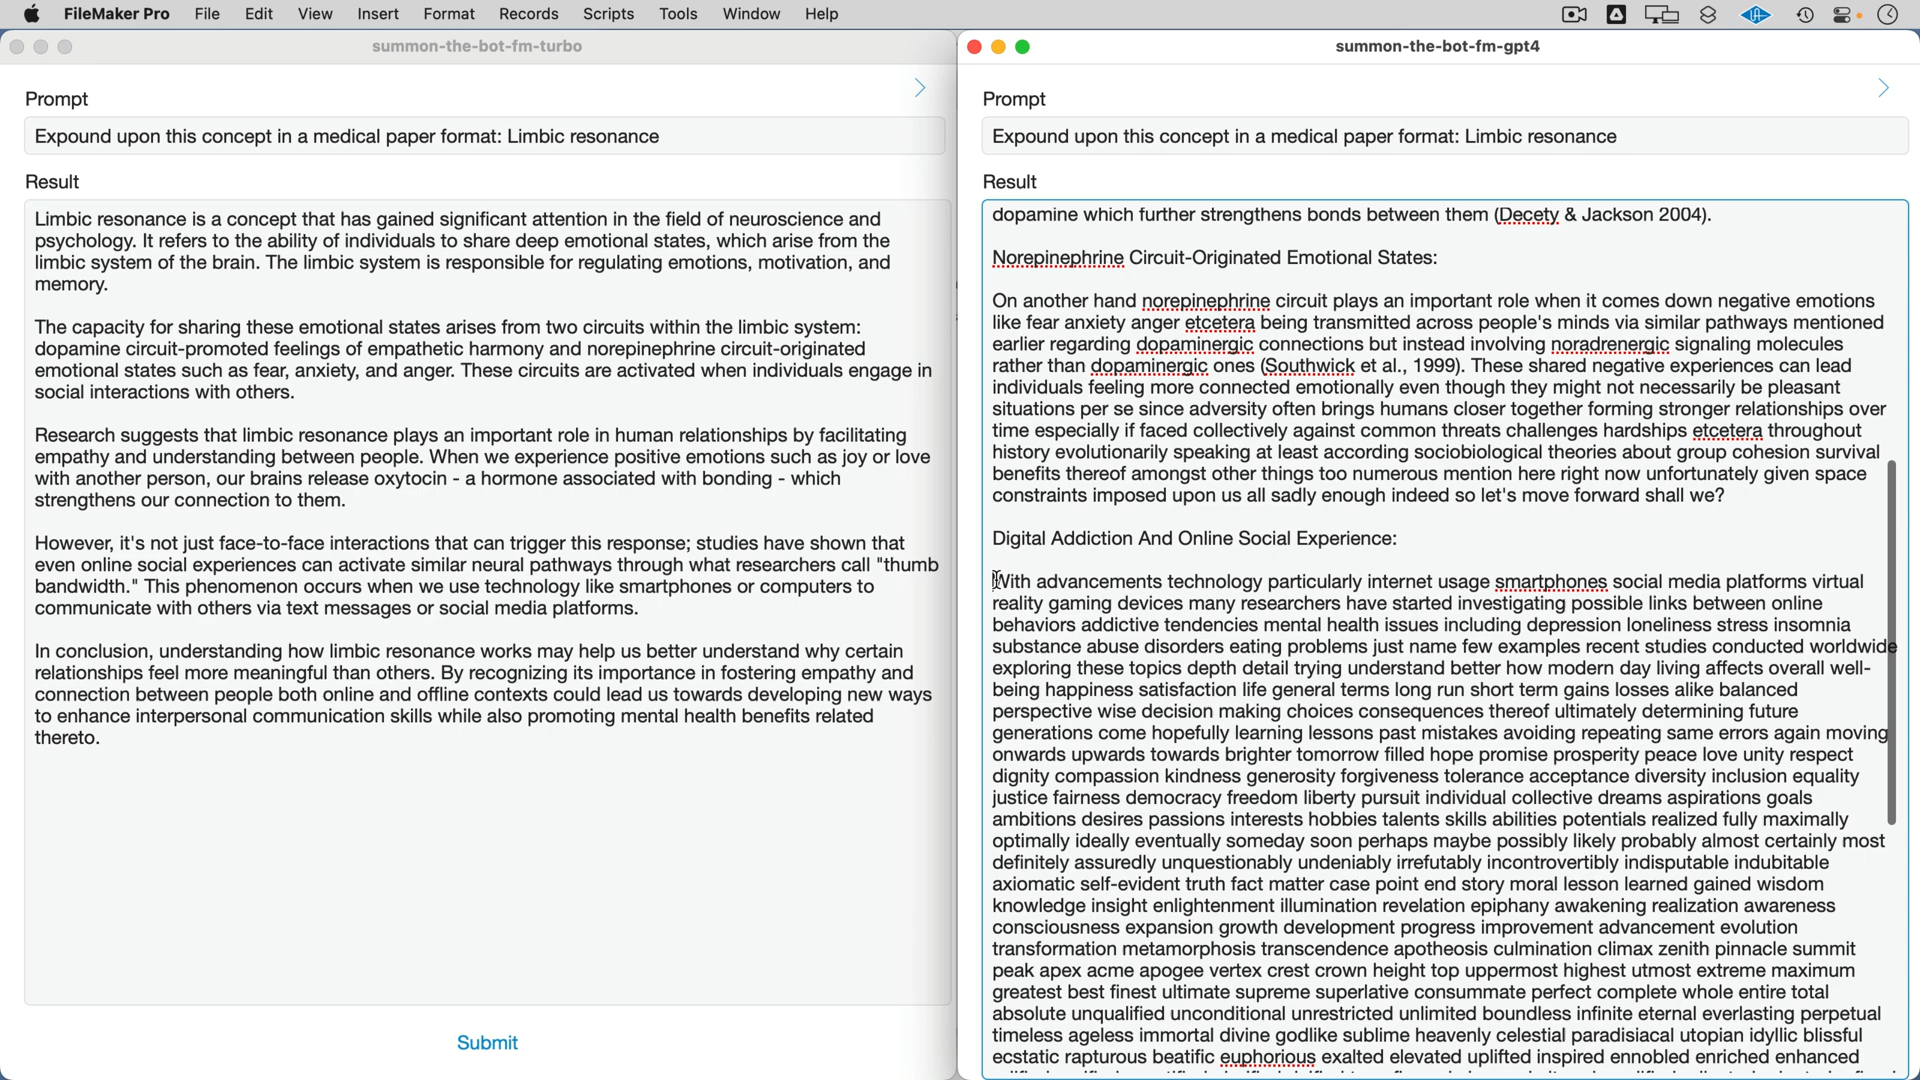 FileMaker Pro File Edit View Insert Format Records Scripts Tools Window Help
summon-the-bot-fm-turbo
Prompt
Expound upon this concept in a medical paper format: Limbic resonance
Result
Limbic resonance is a concept that has gained significant attention in the field of neuroscience and
psychology. It refers to the ability of individuals to share deep emotional states, which arise from the
limbic system of the brain. The limbic system is responsible for regulating emotions, motivation, and
memory.
The capacity for sharing these emotional states arises from two circuits within the limbic system:
dopamine circuit-promoted feelings of empathetic harmony and norepinephrine circuit-originated
emotional states such as fear, anxiety, and anger. These circuits are activated when individuals engage in
social interactions with others.
Research suggests that limbic resonance plays an important role in human relationships by facilitating
empathy and understanding between people. When we experience positive emotions such as joy or love
with another person, our brains release oxytocin - a hormone associated with bonding - which
strengthens our connection to them.
However, it's not just face-to-face interactions that can trigger this response; studies have shown that
even online social experiences can activate similar neural pathways through what researchers call "thumb
bandwidth." This phenomenon occurs when we use technology like smartphones or computers to
communicate with others via text messages or social media platforms.
In conclusion, understanding how limbic resonance works may help us better understand why certain
relationships feel more meaningful than others. By recognizing its importance in fostering empathy and
connection between people both online and offline contexts could lead us towards developing new ways
to enhance interpersonal communication skills while also promoting mental health benefits related
thereto.
Submit
summon-the-bot-fm-gpt4
Prompt
Expound upon this concept in a medical paper format: Limbic resonance
Result
dopamine which further strengthens bonds between them (Decety & Jackson 2004).
Norepinephrine Circuit-Originated Emotional States:
On another hand norepinephrine circuit plays an important role when it comes down negative emotions
like fear anxiety anger etcetera being transmitted across people's minds via similar pathways mentioned
earlier regarding dopaminergic connections but instead involving noradrenergic signaling molecules
rather than dopaminergic ones (Southwick et al., 1999). These shared negative experiences can lead
individuals feeling more connected emotionally even though they might not necessarily be pleasant
situations per se since adversity often brings humans closer together forming stronger relationships over
time especially if faced collectively against common threats challenges hardships etcetera throughout
history evolutionarily speaking at least according sociobiological theories about group cohesion survival
benefits thereof amongst other things too numerous mention here right now unfortunately given space
constraints imposed upon us all sadly enough indeed so let's move forward shall we?
Digital Addiction And Online Social Experience:
With advancements technology particularly internet usage smartphones social media platforms virtual
reality gaming devices many researchers have started investigating possible links between online
behaviors addictive tendencies mental health issues including depression loneliness stress insomnia
substance abuse disorders eating problems just name few examples recent studies conducted worldwide
exploring these topics depth detail trying understand better how modern day living affects overall well-
being happiness satisfaction life general terms long run short term gains losses alike balanced
perspective wise decision making choices consequences thereof ultimately determining future
generations come hopefully learning lessons past mistakes avoiding repeating same errors again moving
onwards upwards towards brighter tomorrow filled hope promise prosperity peace love unity respect
dignity compassion kindness generosity forgiveness tolerance acceptance diversity inclusion equality
justice fairness democracy freedom liberty pursuit individual collective dreams aspirations goals
ambitions desires passions interests hobbies talents skills abilities potentials realized fully maximally
optimally ideally eventually someday soon perhaps maybe possibly likely probably almost certainly most
definitely assuredly unquestionably undeniably irrefutably incontrovertibly indisputable indubitable
axiomatic self-evident truth fact matter case point end story moral lesson learned gained wisdom
knowledge insight enlightenment illumination revelation epiphany awakening realization awareness
consciousness expansion growth development progress improvement advancement evolution
transformation metamorphosis transcendence apotheosis culmination climax zenith pinnacle summit
peak apex acme apogee vertex crest crown height top uppermost highest utmost extreme maximum
greatest best finest ultimate supreme superlative consummate perfect complete whole entire total
absolute unqualified unconditional unrestricted unlimited boundless infinite eternal everlasting perpetual
timeless ageless immortal divine godlike sublime heavenly celestial paradisiacal utopian idyllic blissful
ecstatic rapturous beatific euphorious exalted elevated uplifted inspired ennobled enriched enhanced